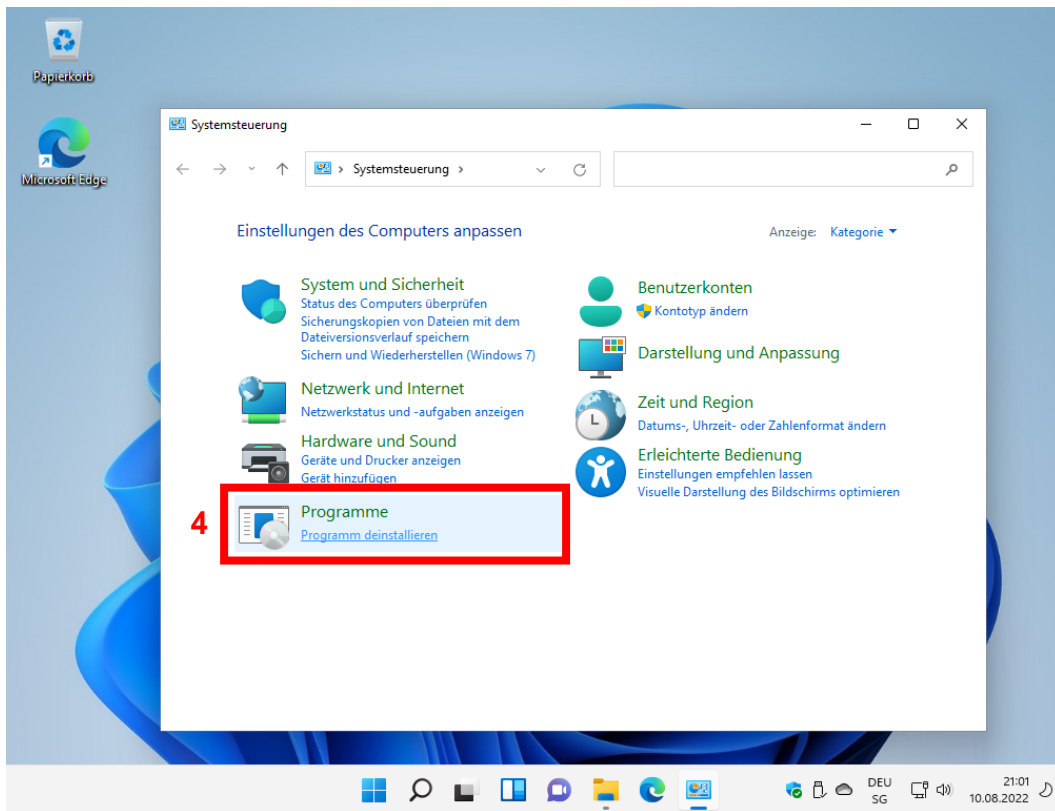 Papierkorb
Microsoft Edge
Systemsteuerung
Systemsteuerung
Einstellungen des Computers anpassen
Anzeige: Kategorie
System und Sicherheit
Status des Computers überprüfen
Sicherungskopien von Dateien mit dem
Dateiversionsverlauf speichern
Sichern und Wiederherstellen (Windows 7)
Netzwerk und Internet
Netzwerkstatus und -aufgaben anzeigen
Hardware und Sound
Geräte und Drucker anzeigen
Gerät hinzufügen
4
Programme
Programm deinstallieren
Benutzerkonten
Kontotyp ändern
Darstellung und Anpassung
Zeit und Region
Datums-, Uhrzeit- oder Zahlenformat ändern
Erleichterte Bedienung
Einstellungen empfehlen lassen
Visuelle Darstellung des Bildschirms optimieren
DEU
SG
21:01
10.08.2022